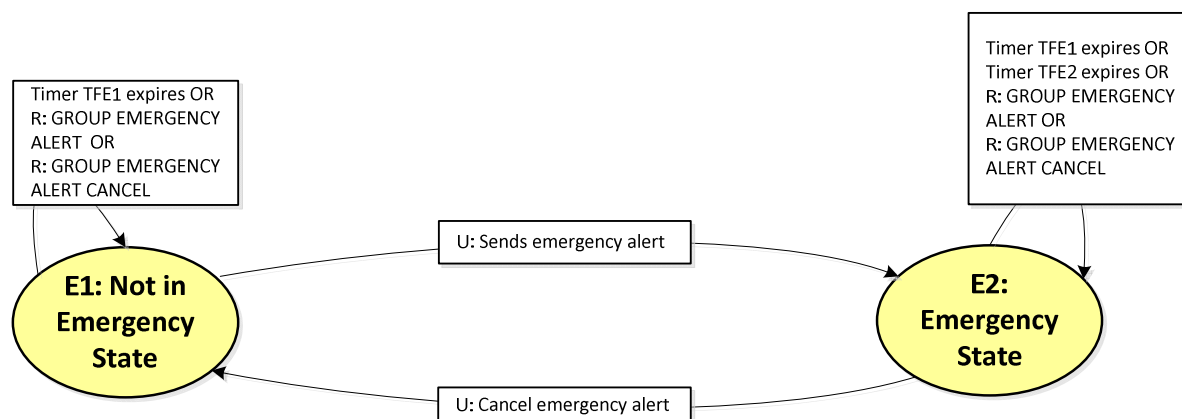 Timer TFE1 expires OR
R: GROUP EMERGENCY
ALERT OR
R: GROUP EMERGENCY
ALERT CANCEL
Timer TFE1 expires OR
Timer TFE2 expires OR
R: GROUP EMERGENCY
ALERT OR
R: GROUP EMERGENCY
ALERT CANCEL
U: Sends emergency alert
E1: Not in
Emergency
State
E2:
Emergency
State
U: Cancel emergency alert